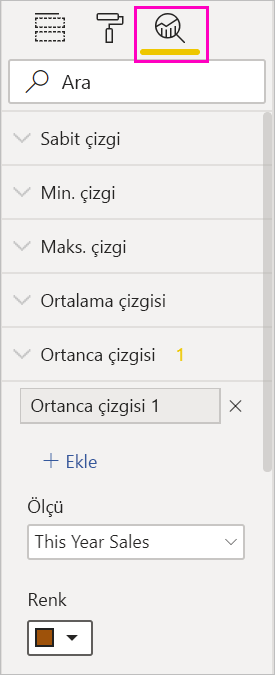 Ara
Sabit çizgi
Min. çizgi
Maks. çizgi
Ortalama çizgisi
Ortanca çizgisi 1
Ortanca çizgisi 1
Ekle
Ölçü
This Year Sales
Renk